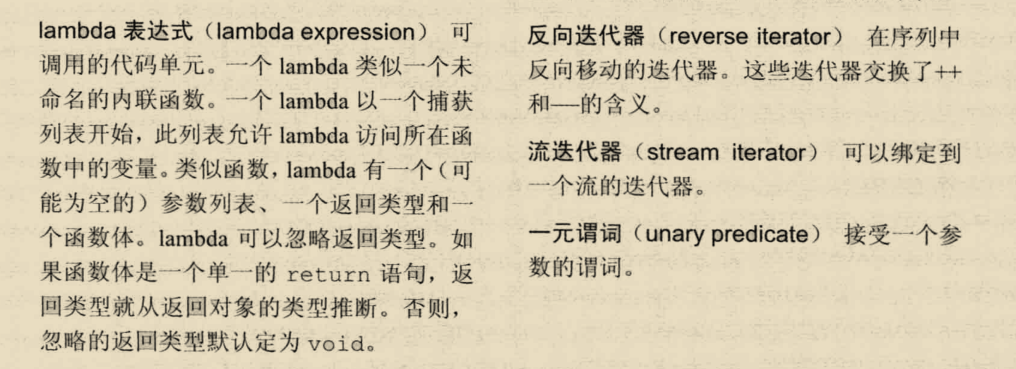 lambda 表达式（lambda expression） 可
调用的代码单元。一个 lambda 类似一个未
命名的内联函数。一个 lambda 以一个捕获
列表开始，此列表允许 lambda 访问所在函
数中的变量。类似函数，lambda 有一个（可
能为空的）参数列表、一个返回类型和一
个函数体。lambda 可以忽略返回类型。如
果函数体是一个单一的 return 语句，返
回类型就从返回对象的类型推断。否则，
忽略的返回类型默认定为 void。
反向迭代器（reverse iterator） 在序列中
反向移动的迭代器。这些迭代器交换了++
和—的含义。
流迭代器（stream iterator） 可以绑定到
一个流的迭代器。
一元谓词（unary predicate） 接受一个参
数的谓词。